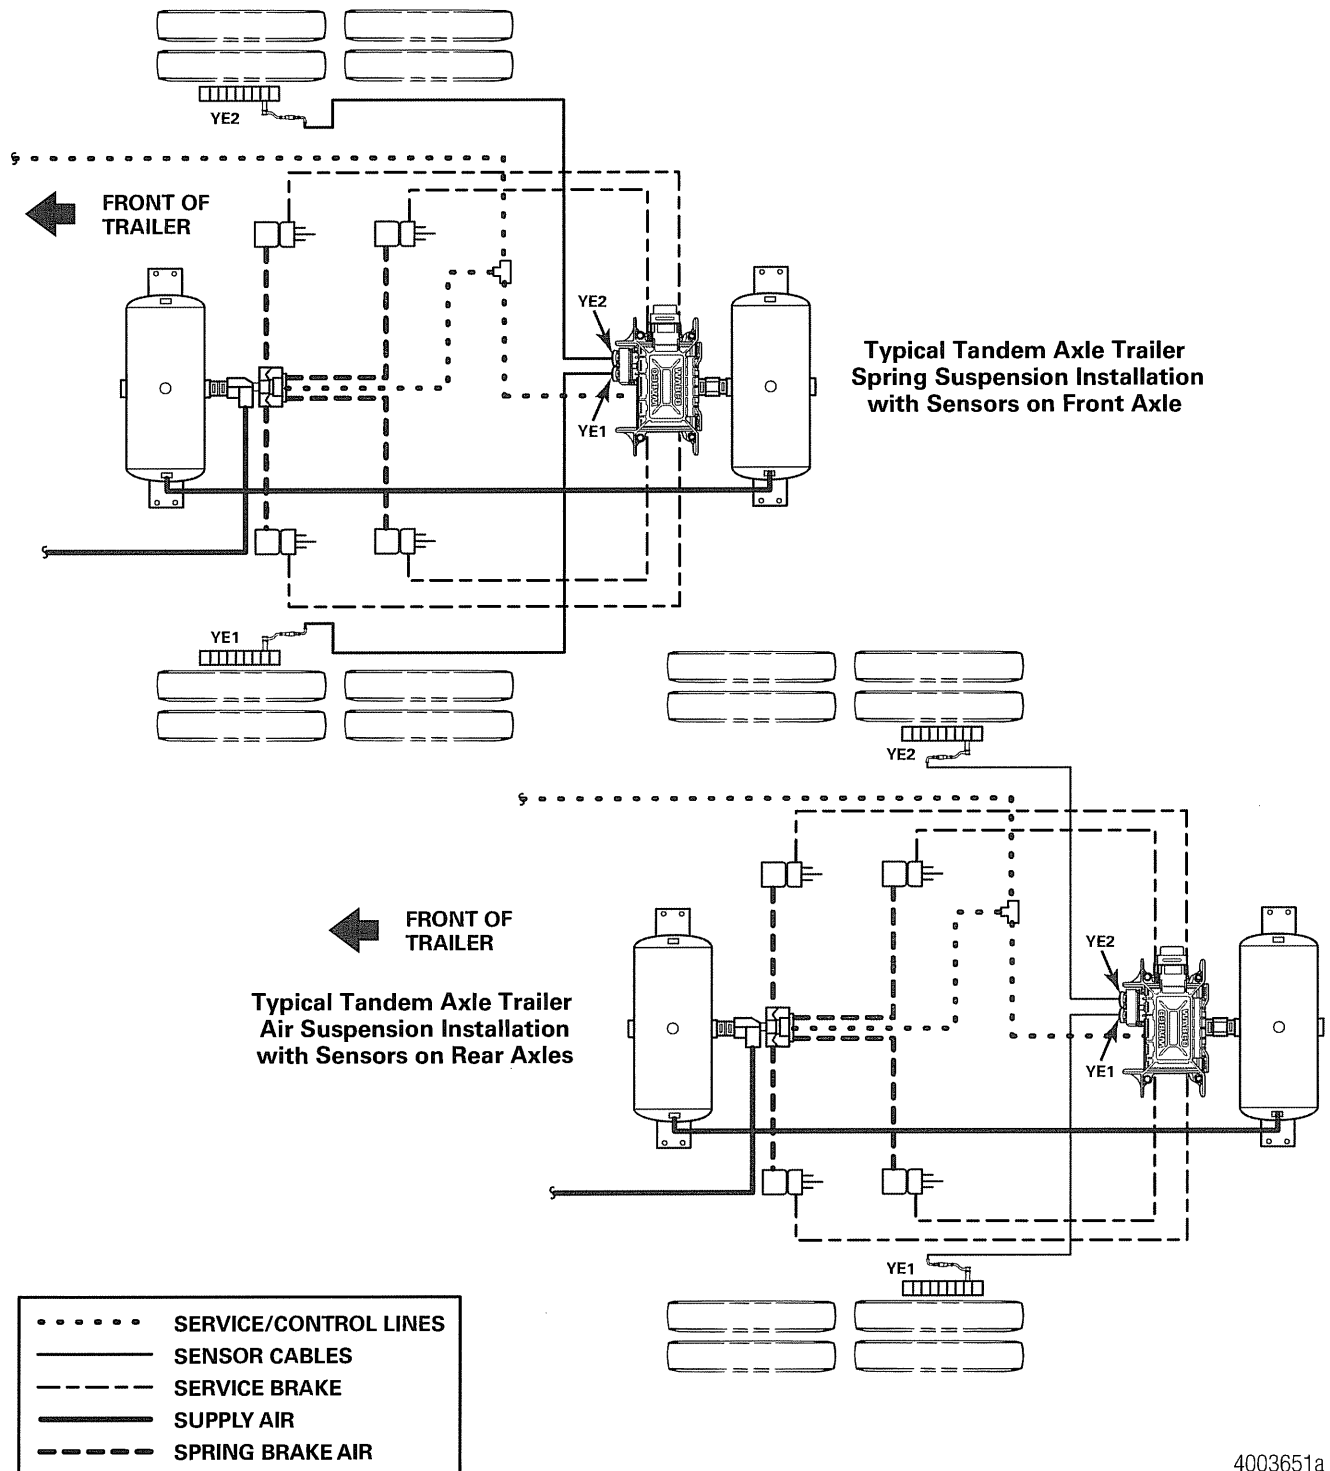 YE2
FRONT OF
TRAILER
YE2
YE1
WABCO
Typical Tandem Axle Trailer
Spring Suspension Installation
with Sensors on Front Axle
YE1
YE2
FRONT OF
TRAILER
Typical Tandem Axle Trailer
Air Suspension Installation
with Sensors on Rear Axles
YE2
YE1
WABCO
YE1
SERVICE/CONTROL LINES
SENSOR CABLES
SERVICE BRAKE
SUPPLY AIR
SPRING BRAKE AIR
4003651a